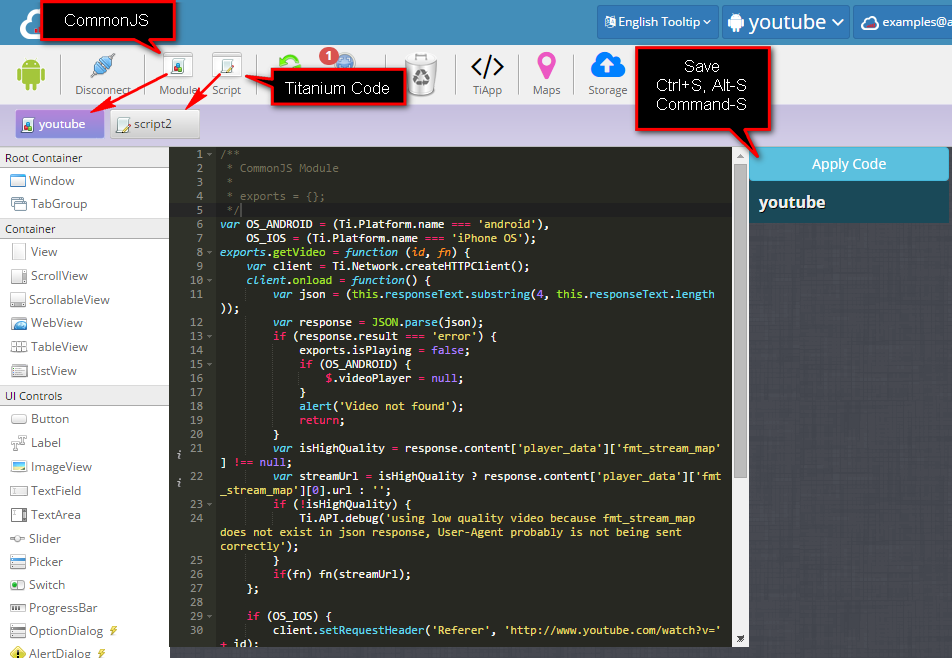 CommonJS
English Tooltip
youtube
examples@a
Disconnect
Module
Script
1
TiApp
Maps
Storage
Titanium Code
Save
Ctrl+S, Alt-S
Command-S
youtube
script2
Root Container
Window
TabGroup
Container
View
ScrollView
ScrollableView
WebView
TableView
ListView
UI Controls
Button
Label
ImageView
TextField
TextArea
Slider
Picker
Switch
ProgressBar
OptionDialog
AlertDialog
1 /**
2 * CommonJS Module
3 *
4 * exports = {};
5 */
6 var OS_ANDROID = (Ti.Platform.name === 'android'),
7 OS_IOS = (Ti.Platform.name === 'iPhone OS');
8 exports.getVideo = function (id, fn) {
9 var client = Ti.Network.createHTTPClient();
10 client.onload = function() {
11 var json = (this.responseText.substring(4, this.responseText.length
));
12 var response = JSON.parse(json);
13 if (response.result === 'error') {
14 exports.isPlaying = false;
15 if (OS_ANDROID) {
16 $.videoPlayer = null;
17 }
18 alert('Video not found');
19 return;
20 }
21 var isHighQuality = response.content['player_data']['fmt_stream_map'
] !== null;
22 var streamUrl = isHighQuality ? response.content['player_data']['fmt
_stream_map'][0].url : '';
23 if (!isHighQuality) {
24 Ti.API.debug('using low quality video because fmt_stream_map
does not exist in json response, User-Agent probably is not being sent
correctly');
25 }
26 if(fn) fn(streamUrl);
27 };
28
29 if (OS_IOS) {
30 client.setRequestHeader('Referer', 'http://www.youtube.com/watch?v='
+ id);
Apply Code
youtube